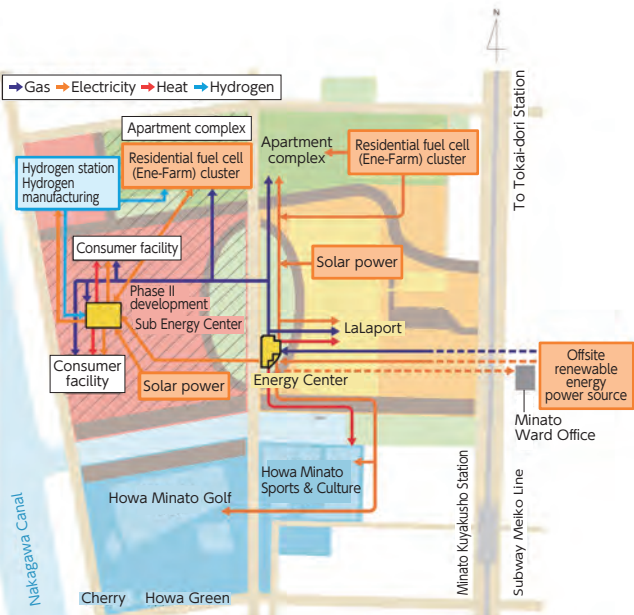 N
To Tokai-dori Station
Gas Electricity Heat Hydrogen
Apartment complex
Residential fuel cell
(Ene-Farm) cluster
Apartment
complex
Residential fuel cell
(Ene-Farm) cluster
Hydrogen station
Hydrogen
manufacturing
Consumer facility
Solar power
Phase II
development
Sub Energy Center
LaLaport
Consumer
facility
Solar power
Energy Center
Offsite
renewable
energy
power source
Minato
Ward Office
Howa Minato
Sports & Culture
Howa Minato Golf
Minato Kuyakusho Station
Subway Meiko Line
Nakagawa Canal
Cherry Howa Green